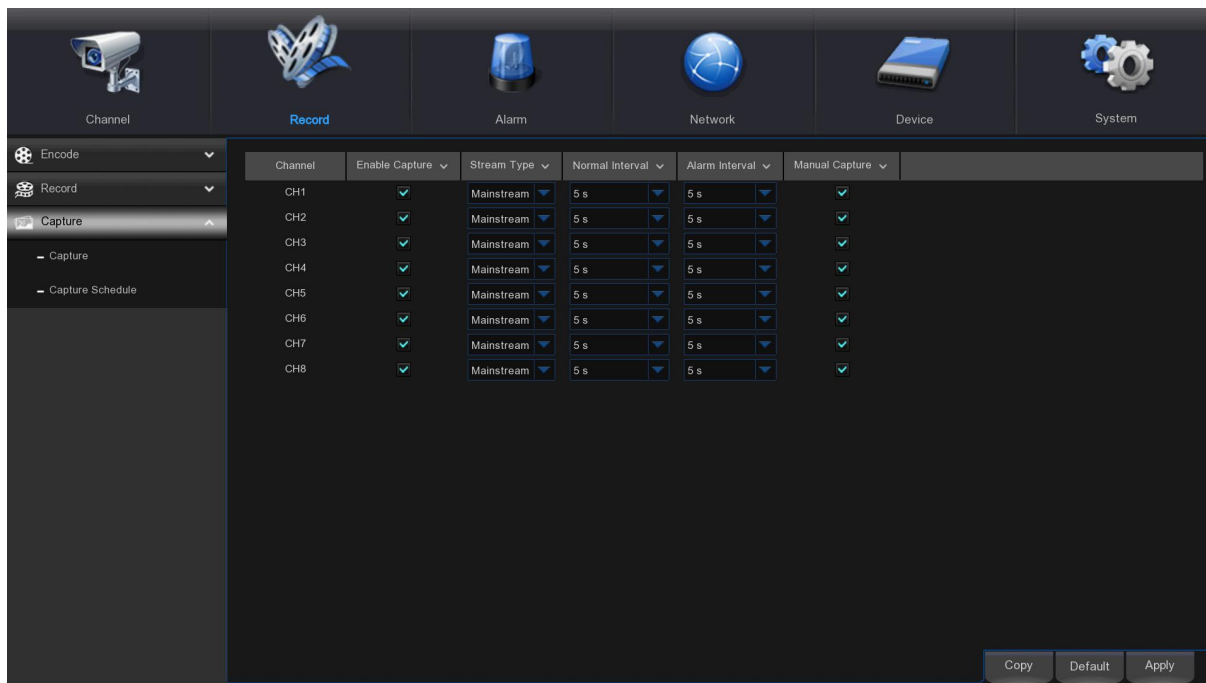 Channel Record Alarm Network Device System
Encode
Record
Capture
Capture
Capture Schedule
Channel Enable Capture Stream Type Normal Interval Alarm Interval Manual Capture
CH1 Mainstream 5 s 5 s
CH2 Mainstream 5 s 5 s
CH3 Mainstream 5 s 5 s
CH4 Mainstream 5 s 5 s
CH5 Mainstream 5 s 5 s
CH6 Mainstream 5 s 5 s
CH7 Mainstream 5 s 5 s
CH8 Mainstream 5 s 5 s
Copy Default Apply